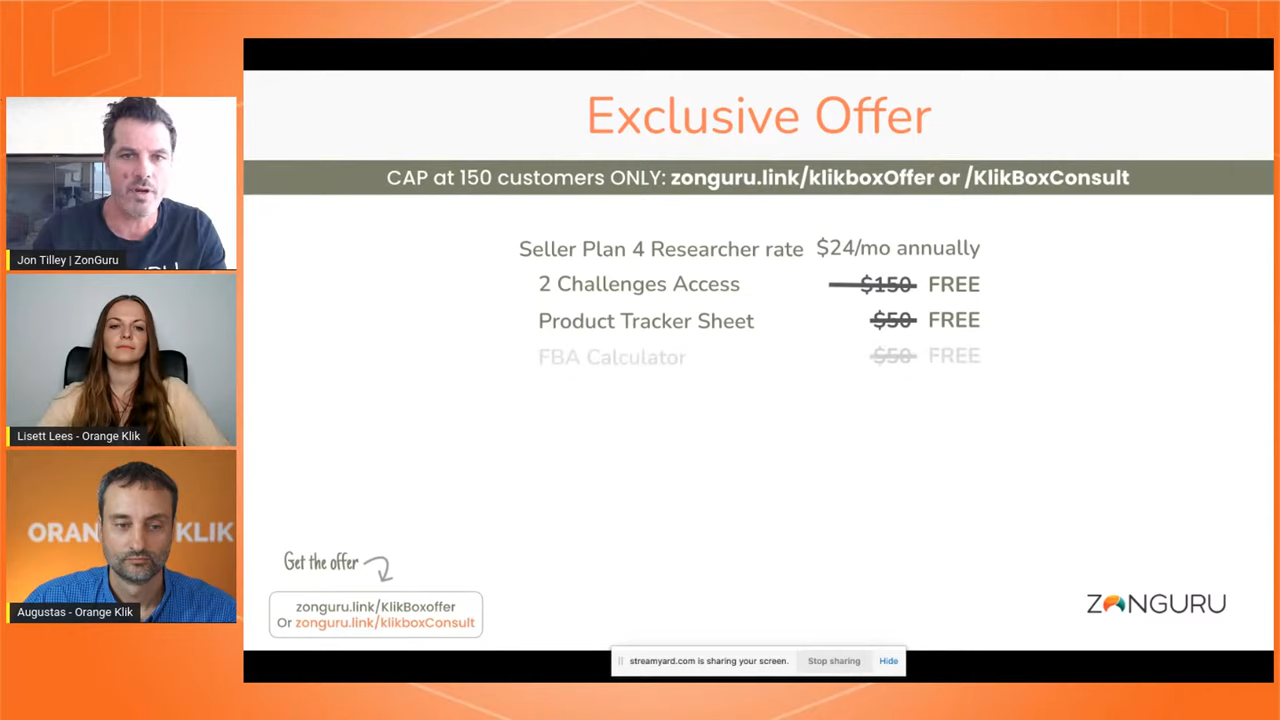 Exclusive Offer
CAP at 150 customers ONLY: zonguru.link/klikboxOffer or /KlikBoxConsult
Seller Plan 4 Researcher rate $24/mo annually
2 Challenges Access $150 FREE
Product Tracker Sheet $50 FREE
FBA Calculator $50 FREE
Get the offer
zonguru.link/KlikBoxoffer
Or zonguru.link/klikboxConsult
ZONGURU
streamyard.com is sharing your screen. Stop sharing Hide
Jon Tilley | ZonGuru
Lisett Lees - Orange Klik
ORAN KLIK
Augustas - Orange Klik